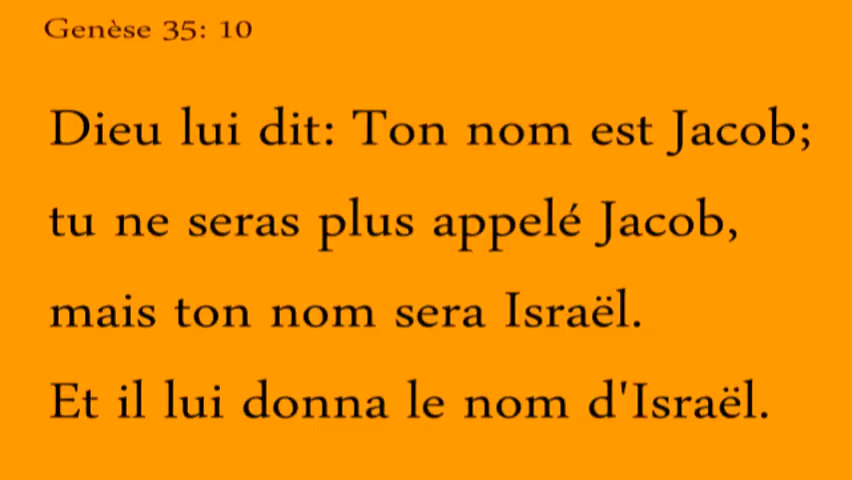 Genèse 35: 10
Dieu lui dit: Ton nom est Jacob;
tu ne seras plus appelé Jacob,
mais ton nom sera Israël.
Et il lui donna le nom d'Israël.